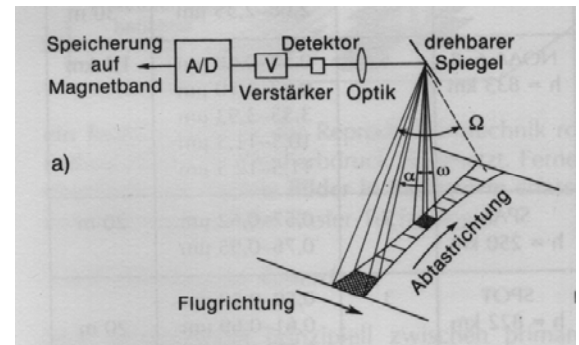 Speicherung
auf
Magnetband
A/D
V
Verstärker
Detektor
Optik
drehbarer
Spiegel
a)
Ω
α
ω
Abtastrichtung
Flugrichtung